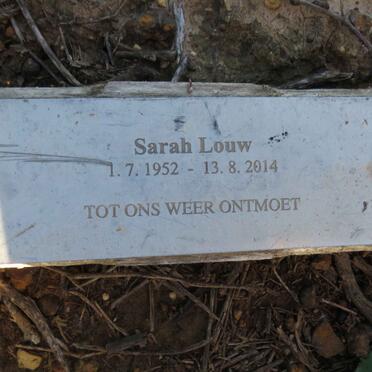 Sarah Louw
1. 7. 1952 - 13. 8. 2014
TOT ONS WEER ONTMOET